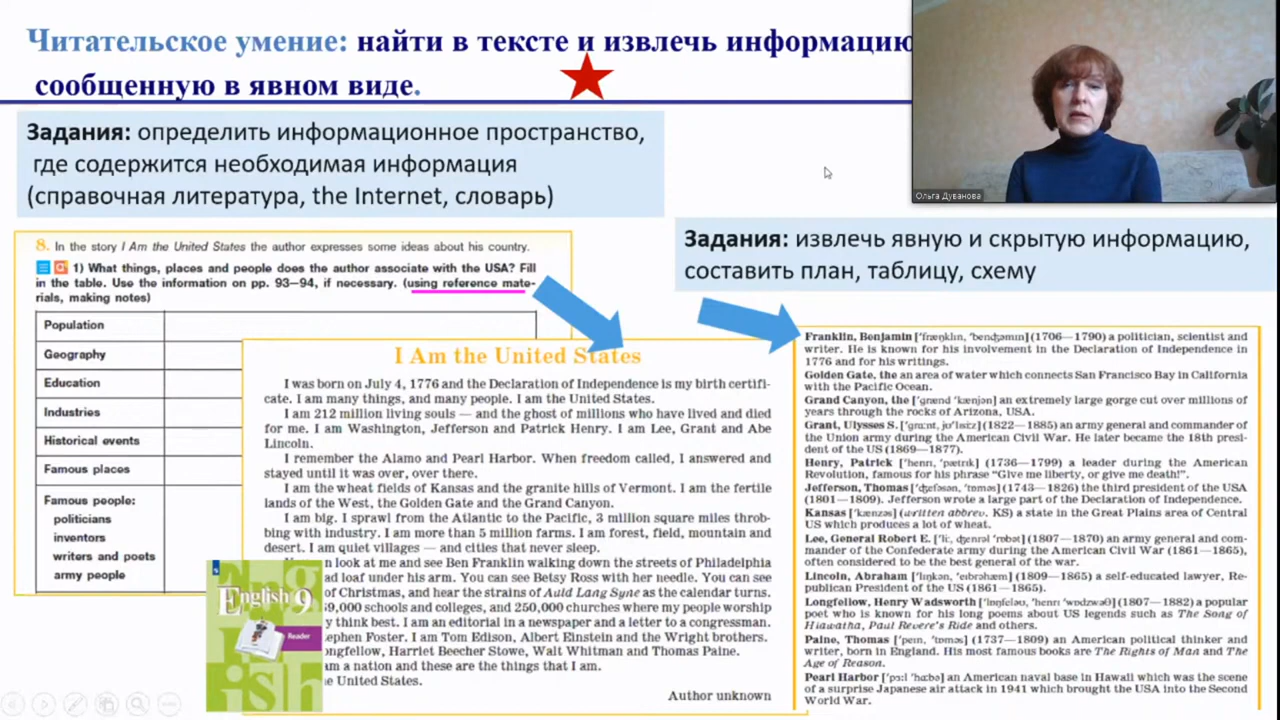 Читательское умение: найти в тексте и извлечь информацию
сообщенную в явном виде.
Ольга Дуванова
Задания: определить информационное пространство,
где содержится необходимая информация
(справочная литература, the Internet, словарь)
Задания: извлечь явную и скрытую информацию,
составить план, таблицу, схему
8. In the story I Am the United States the author expresses some ideas about his country.
1) What things, places and people does the author associate with the USA? Fill
in the table. Use the information on pp. 93—94, if necessary. (using reference mate-
rials, making notes)
Population
Geography
Education
Industries
Historical events
Famous places
Famous people:
politicians
inventors
writers and poets
army people
I Am the United States
I was born on July 4, 1776 and the Declaration of Independence is my birth certifi-
cate. I am many things, and many people. I am the United States.
I am 212 million living souls — and the ghost of millions who have lived and died
for me. I am Washington, Jefferson and Patrick Henry. I am Lee, Grant and Abe
Lincoln.
I remember the Alamo and Pearl Harbor. When freedom called, I answered and
stayed until it was over, over there.
I am the wheat fields of Kansas and the granite hills of Vermont. I am the fertile
lands of the West, the Golden Gate and the Grand Canyon.
I am big. I sprawl from the Atlantic to the Pacific, 3 million square miles throb-
bing with industry. I am more than 5 million farms. I am forest, field, mountain and
desert. I am quiet villages — and cities that never sleep.
look at me and see Ben Franklin walking down the streets of Philadelphia
loaf under his arm. You can see Betsy Ross with her needle. You can see
of Christmas, and hear the strains of Auld Lang Syne as the calendar turns.
9,000 schools and colleges, and 250,000 churches where my people worship
think best. I am an editorial in a newspaper and a letter to a congressman.
Foster. I am Tom Edison, Albert Einstein and the Wright brothers.
Harriet Beecher Stowe, Walt Whitman and Thomas Paine.
a nation and these are the things that I am.
United States.
Author unknown
English 9
Reader
Franklin, Benjamin ['fræŋklın, 'benʤəmın] (1706—1790) a politician, scientist and
writer. He is known for his involvement in the Declaration of Independence in
1776 and for his writings.
Golden Gate, the an area of water which connects San Francisco Bay in California
with the Pacific Ocean.
Grand Canyon, the ['grænd 'kænjən] an extremely large gorge cut over millions of
years through the rocks of Arizona, USA.
Grant, Ulysses S. (1822—1885) an army general and commander of
the Union army during the American Civil War. He later became the 18th presi-
dent of the US (1869—1877).
Henry, Patrick ['henrı, 'pætrık] (1736—1799) a leader during the American
Revolution, famous for his phrase "Give me liberty, or give me death!".
Jefferson, Thomas ['ʤefəsən, 'tɒməs] (1743—1826) the third president of the USA
(1801—1809). Jefferson wrote a large part of the Declaration of Independence.
Kansas ['kænzəs] (written abbrev. KS) a state in the Great Plains area of Central
US which produces a lot of wheat.
Lee, General Robert E. (1807—1870) an army general and com-
mander of the Confederate army during the American Civil War (1861—1865),
often considered to be the best general of the war.
Lincoln, Abraham ['lıŋkən, 'eıbrəhæm] (1809—1865) a self-educated lawyer, Re-
publican President of the US (1861—1865).
Longfellow, Henry Wadsworth (1807—1882) a popular
poet who is known for his long poems about US legends such as The Song of
Hiawatha, Paul Revere's Ride and others.
Paine, Thomas ['peın, 'tɒməs] (1737—1809) an American political thinker and
writer, born in England. His most famous books are The Rights of Man and The
Age of Reason.
Pearl Harbor ['pɜ:l 'hɑ:bə] an American naval base in Hawaii which was the scene
of a surprise Japanese air attack in 1941 which brought the USA into the Second
World War.